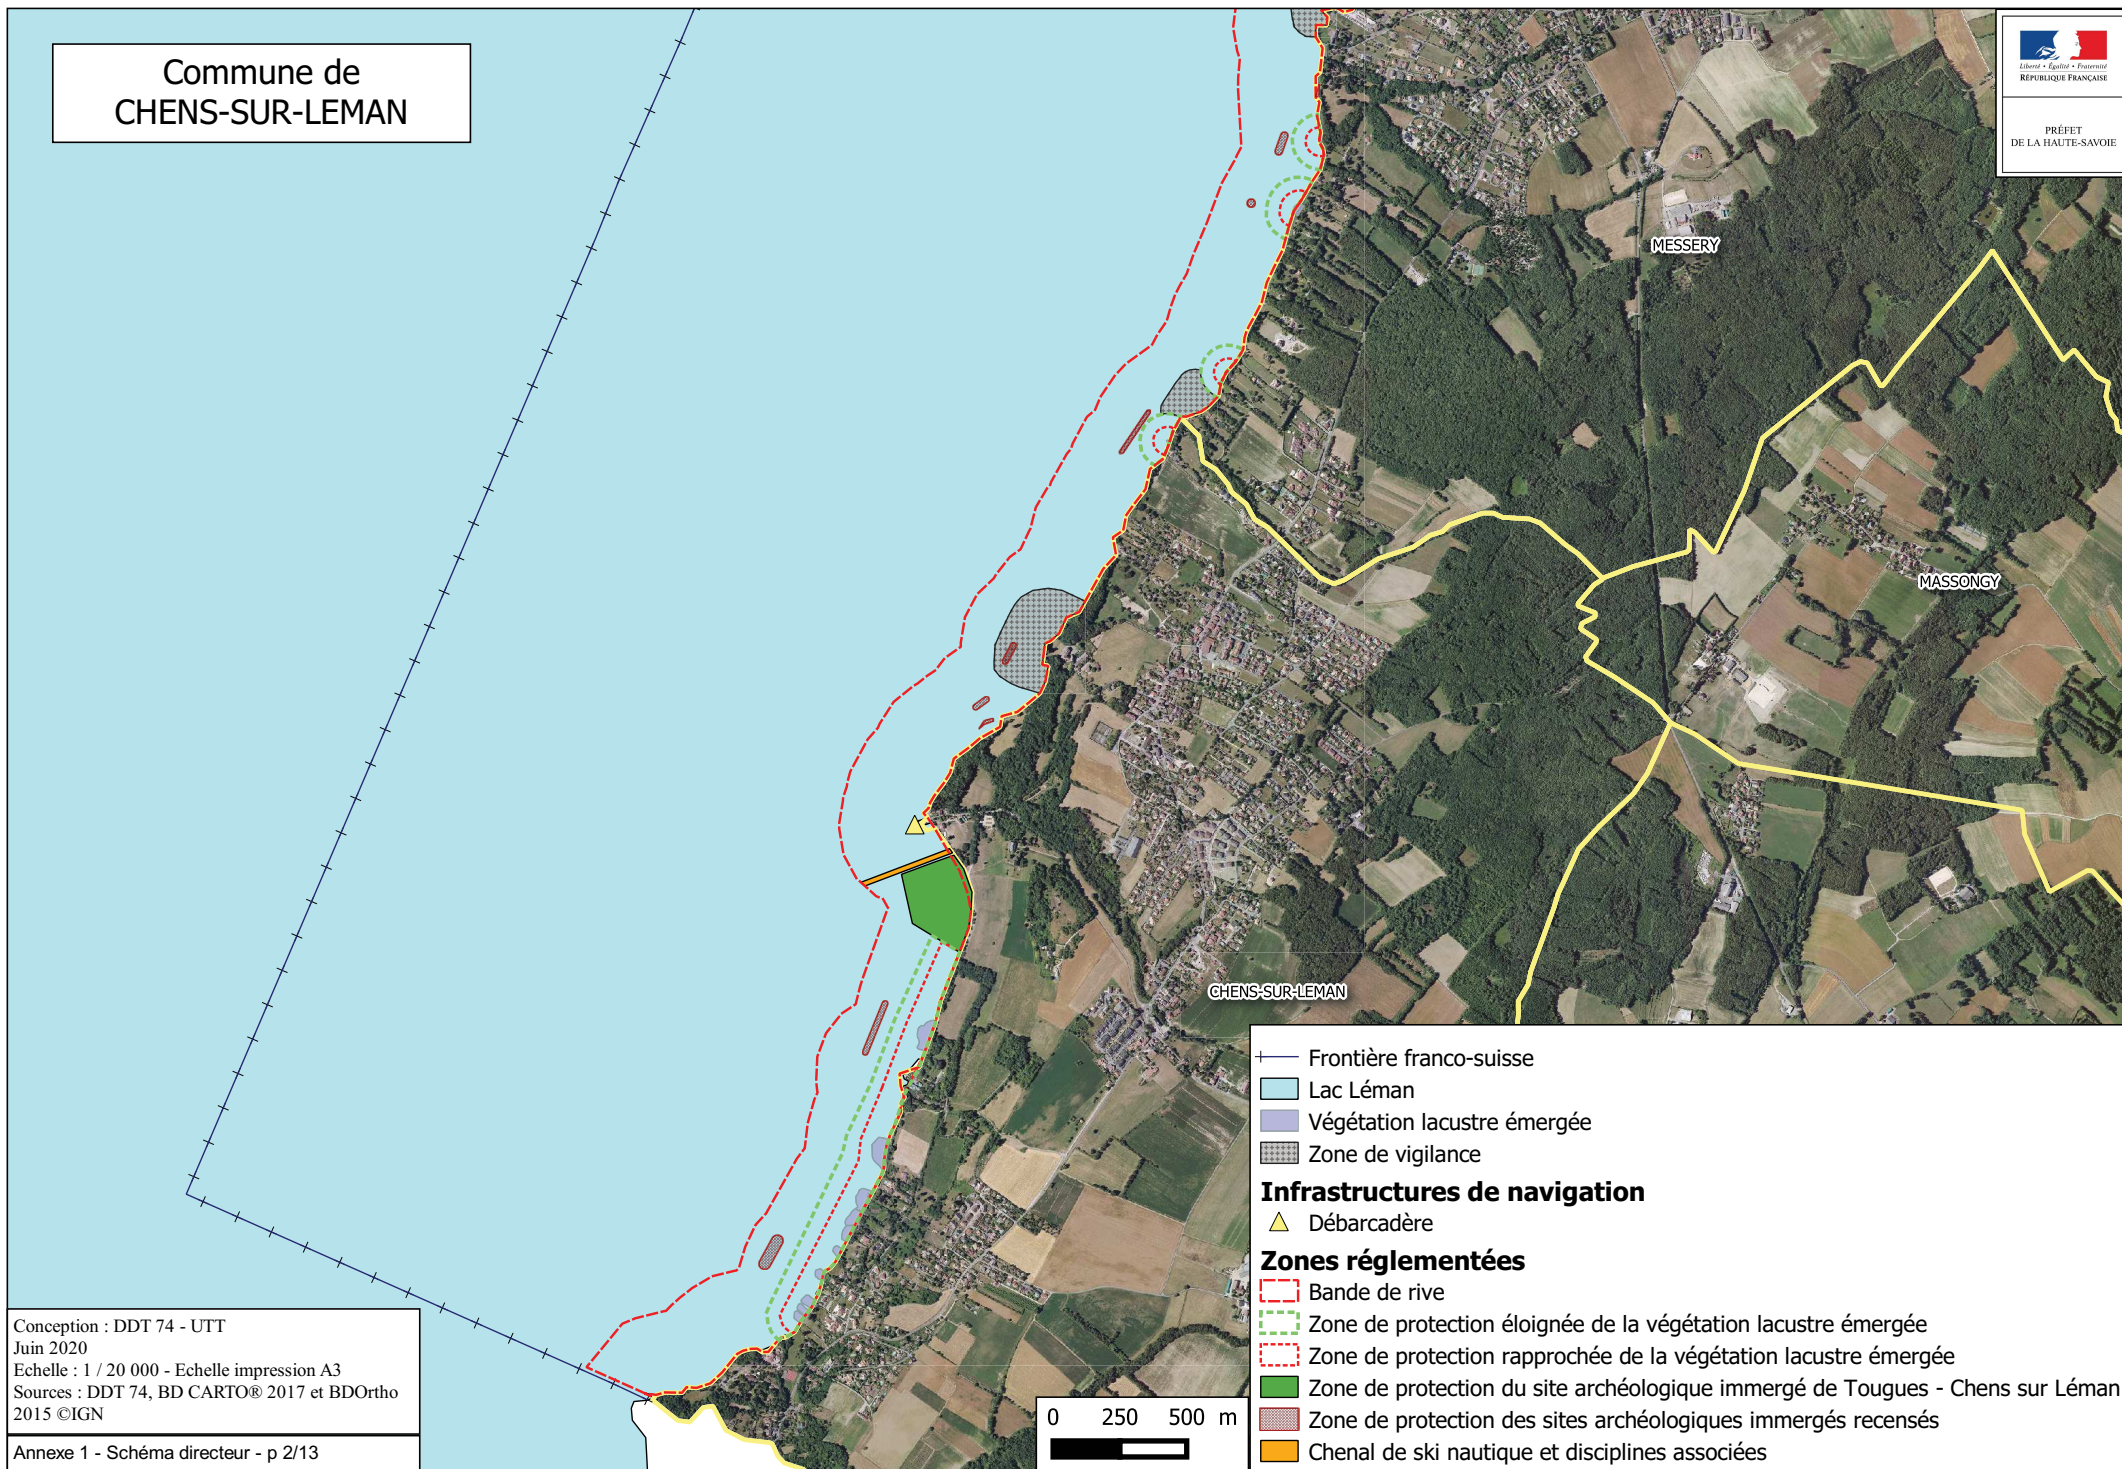 Commune de
CHENS-SUR-LEMAN
Liberté • Égalité • Fraternité
RÉPUBLIQUE FRANÇAISE
PRÉFET
DE LA HAUTE-SAVOIE
MESSERY
MASSONGY
CHENS-SUR-LEMAN
Frontière franco-suisse
Lac Léman
Végétation lacustre émergée
Zone de vigilance
Infrastructures de navigation
Débarcadère
Zones réglementées
Bande de rive
Zone de protection éloignée de la végétation lacustre émergée
Zone de protection rapprochée de la végétation lacustre émergée
Zone de protection du site archéologique immergé de Tougues - Chens sur Léman
Zone de protection des sites archéologiques immergés recensés
Chenal de ski nautique et disciplines associées
0 250 500 m
Conception : DDT 74 - UTT
Juin 2020
Echelle : 1 / 20 000 - Echelle impression A3
Sources : DDT 74, BD CARTO® 2017 et BDOrtho
2015 ©IGN
Annexe 1 - Schéma directeur - p 2/13